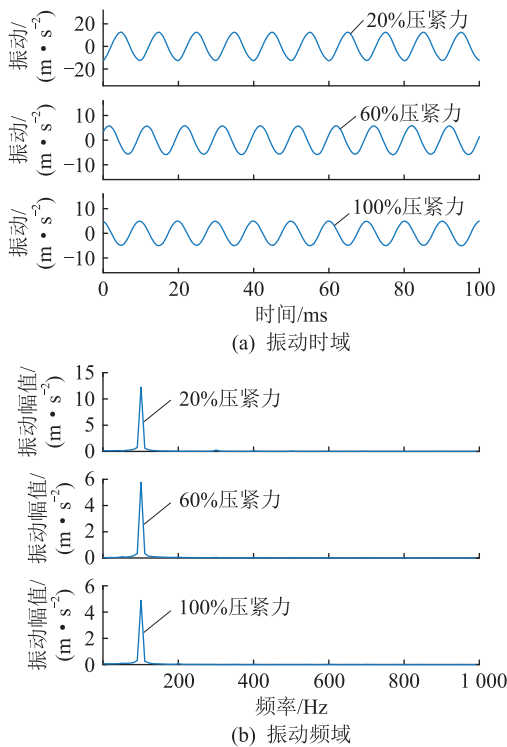 20%压紧力
振动/
(m·s⁻²)
20
0
−20
60%压紧力
振动/
(m·s⁻²)
10
0
−10
100%压紧力
振动/
(m·s⁻²)
10
0
−10
0 20 40 60 80 100
时间/ms
(a) 振动时域
振动幅值/
(m·s⁻²)
15
10
5
0
20%压紧力
振动幅值/
(m·s⁻²)
6
4
2
0
60%压紧力
振动幅值/
(m·s⁻²)
6
4
2
0
100%压紧力
200 400 600 800 1 000
频率/Hz
(b) 振动频域